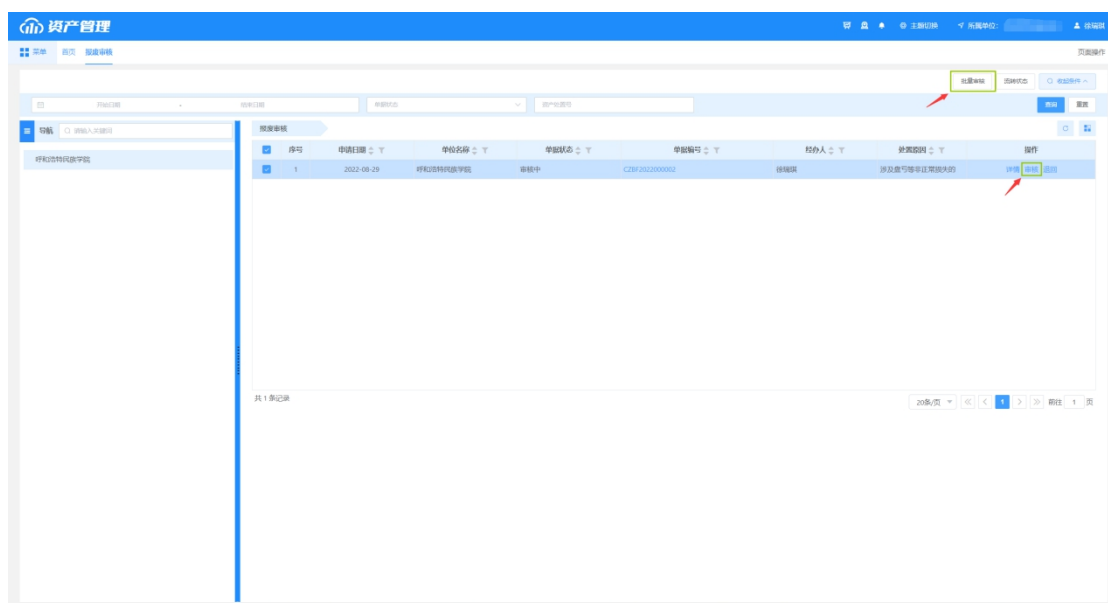 资产管理 主题切换 所属单位: 徐瑞琪
菜单 首页 报废审核 页面操作
批量审核 流转状态 收起条件
开始日期 - 结束日期 单据状态 资产处置号 查询 重置
导航 请输入关键词 报废审核
呼和浩特民族学院
序号 申请日期 单位名称 单据状态 单据编号 经办人 处置原因 操作
1 2022-08-29 呼和浩特民族学院 审核中 CZBF2022000002 徐瑞琪 涉及盘亏等非正常损失的 详情 审核 退回
共 1 条记录 20条/页 1 前往 1 页